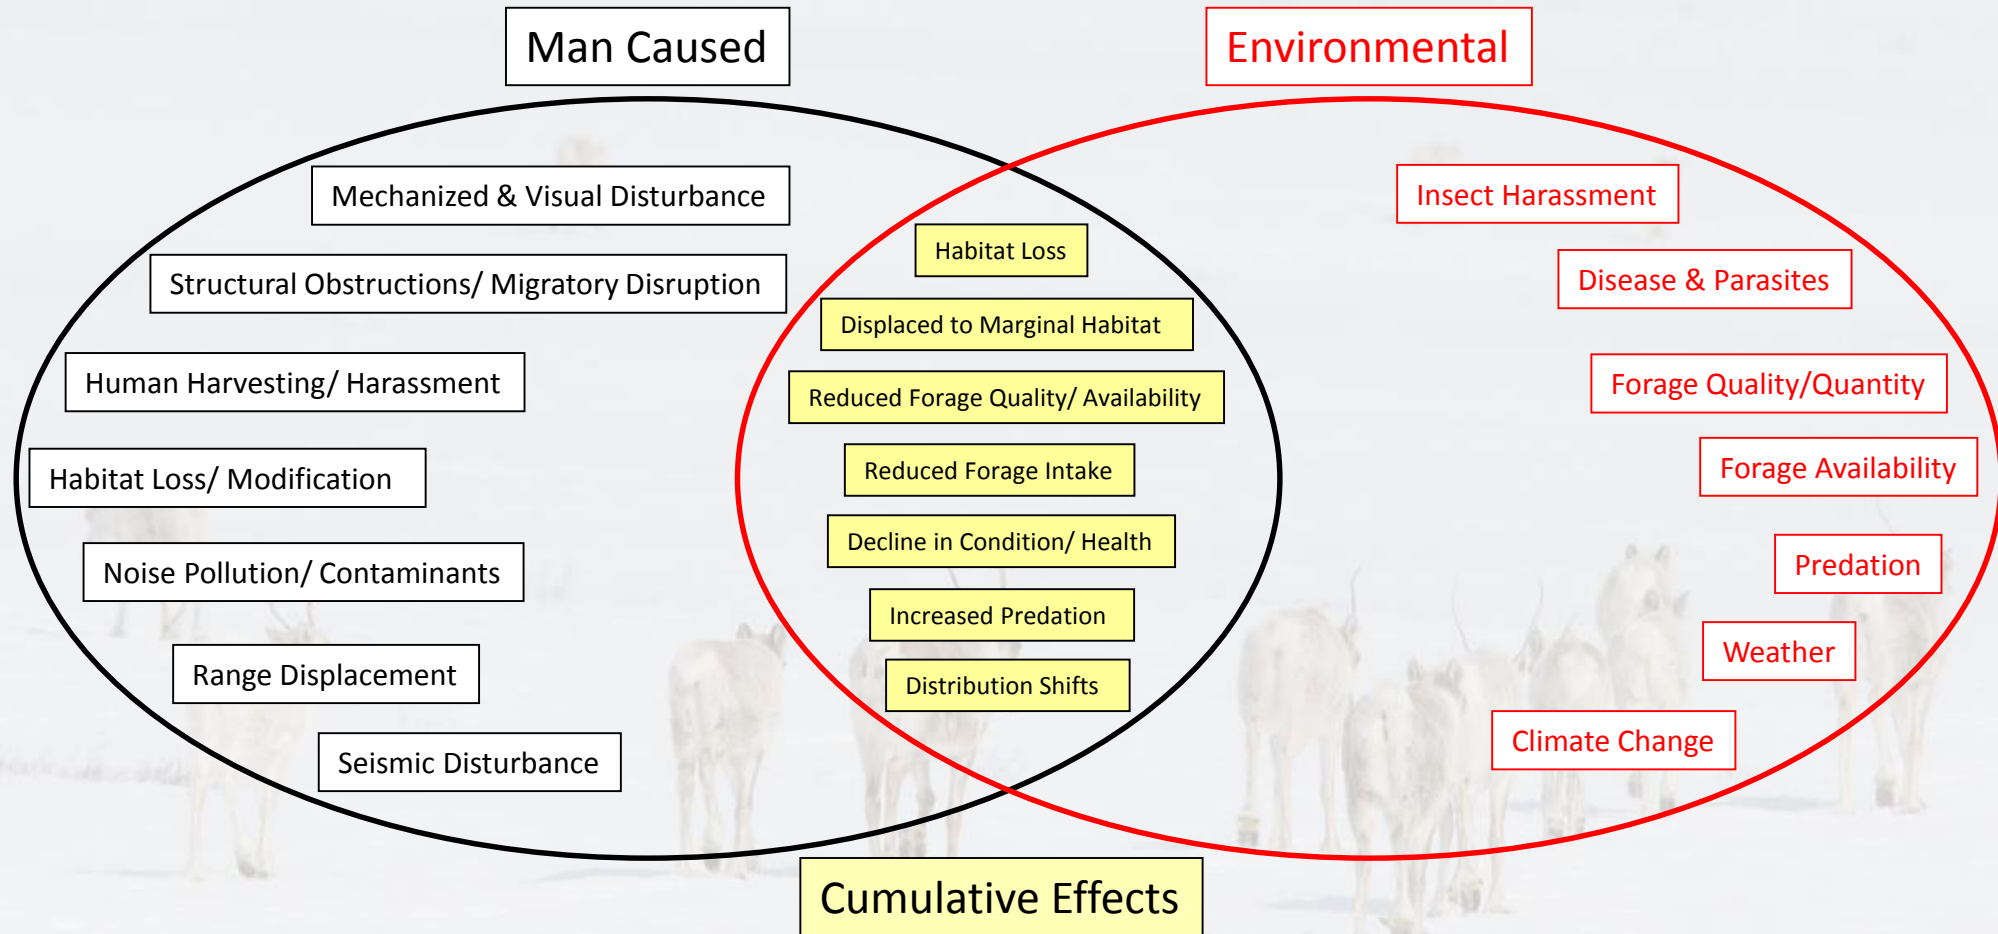 Man Caused
Environmental
Mechanized & Visual Disturbance
Structural Obstructions/ Migratory Disruption
Human Harvesting/ Harassment
Habitat Loss/ Modification
Noise Pollution/ Contaminants
Range Displacement
Seismic Disturbance
Habitat Loss
Displaced to Marginal Habitat
Reduced Forage Quality/ Availability
Reduced Forage Intake
Decline in Condition/ Health
Increased Predation
Distribution Shifts
Insect Harassment
Disease & Parasites
Forage Quality/Quantity
Forage Availability
Predation
Weather
Climate Change
Cumulative Effects